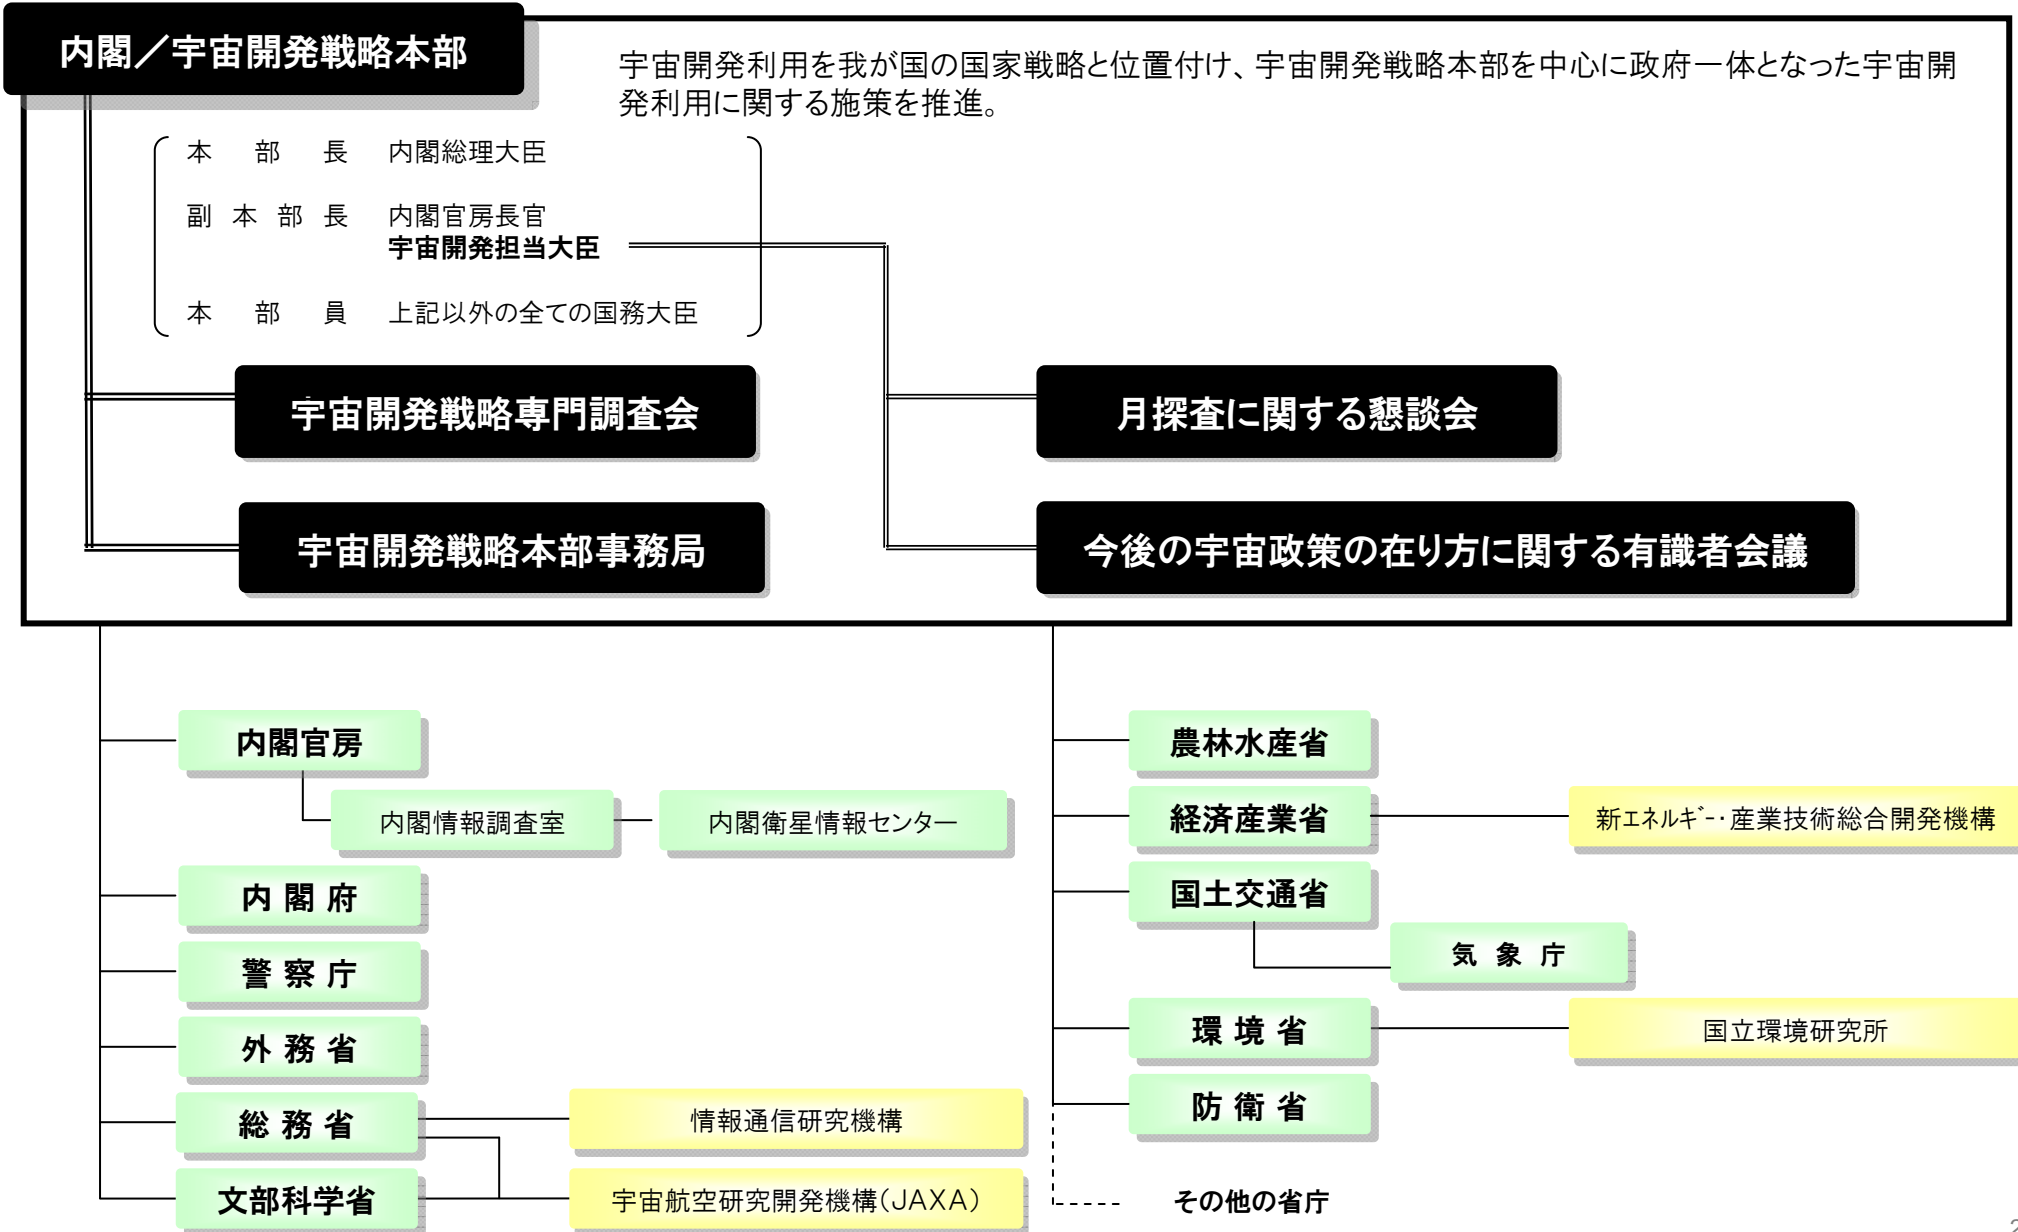 内閣／宇宙開発戦略本部
宇宙開発利用を我が国の国家戦略と位置付け、宇宙開発戦略本部を中心に政府一体となった宇宙開
発利用に関する施策を推進。
本 部 長 内閣総理大臣
副 本 部 長 内閣官房長官
宇宙開発担当大臣
本 部 員 上記以外の全ての国務大臣
宇宙開発戦略専門調査会
月探査に関する懇談会
宇宙開発戦略本部事務局
今後の宇宙政策の在り方に関する有識者会議
内閣官房
内閣情報調査室
内閣衛星情報センター
内 閣 府
警 察 庁
外 務 省
総 務 省
情報通信研究機構
文部科学省
宇宙航空研究開発機構（JAXA）
農林水産省
経済産業省
新ｴﾈﾙｷﾞｰ･産業技術総合開発機構
国土交通省
気 象 庁
環 境 省
国立環境研究所
防 衛 省
その他の省庁
2